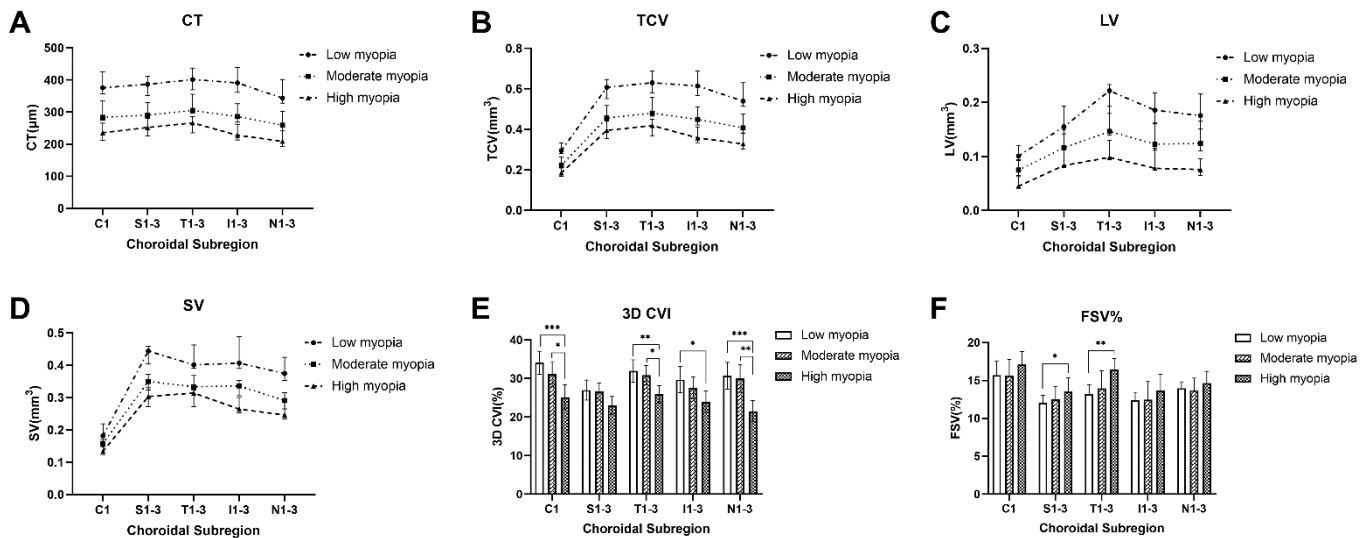 A
CT
500
400
300
200
100
0
CT(μm)
C1 S1-3 T1-3 I1-3 N1-3
Choroidal Subregion
Low myopia
Moderate myopia
High myopia
B
TCV
0.8
0.6
0.4
0.2
0.0
TCV(mm³)
C1 S1-3 T1-3 I1-3 N1-3
Choroidal Subregion
Low myopia
Moderate myopia
High myopia
C
LV
0.3
0.2
0.1
0.0
LV(mm³)
C1 S1-3 T1-3 I1-3 N1-3
Choroidal Subregion
Low myopia
Moderate myopia
High myopia
D
SV
0.5
0.4
0.3
0.2
0.1
0.0
SV(mm³)
C1 S1-3 T1-3 I1-3 N1-3
Choroidal Subregion
Low myopia
Moderate myopia
High myopia
E
3D CVI
40
30
20
10
0
3D CVI(%)
*** ** * ***
* * **
C1 S1-3 T1-3 I1-3 N1-3
Choroidal Subregion
Low myopia
Moderate myopia
High myopia
F
FSV%
20
15
10
5
0
FSV(%)
* **
C1 S1-3 T1-3 I1-3 N1-3
Choroidal Subregion
Low myopia
Moderate myopia
High myopia